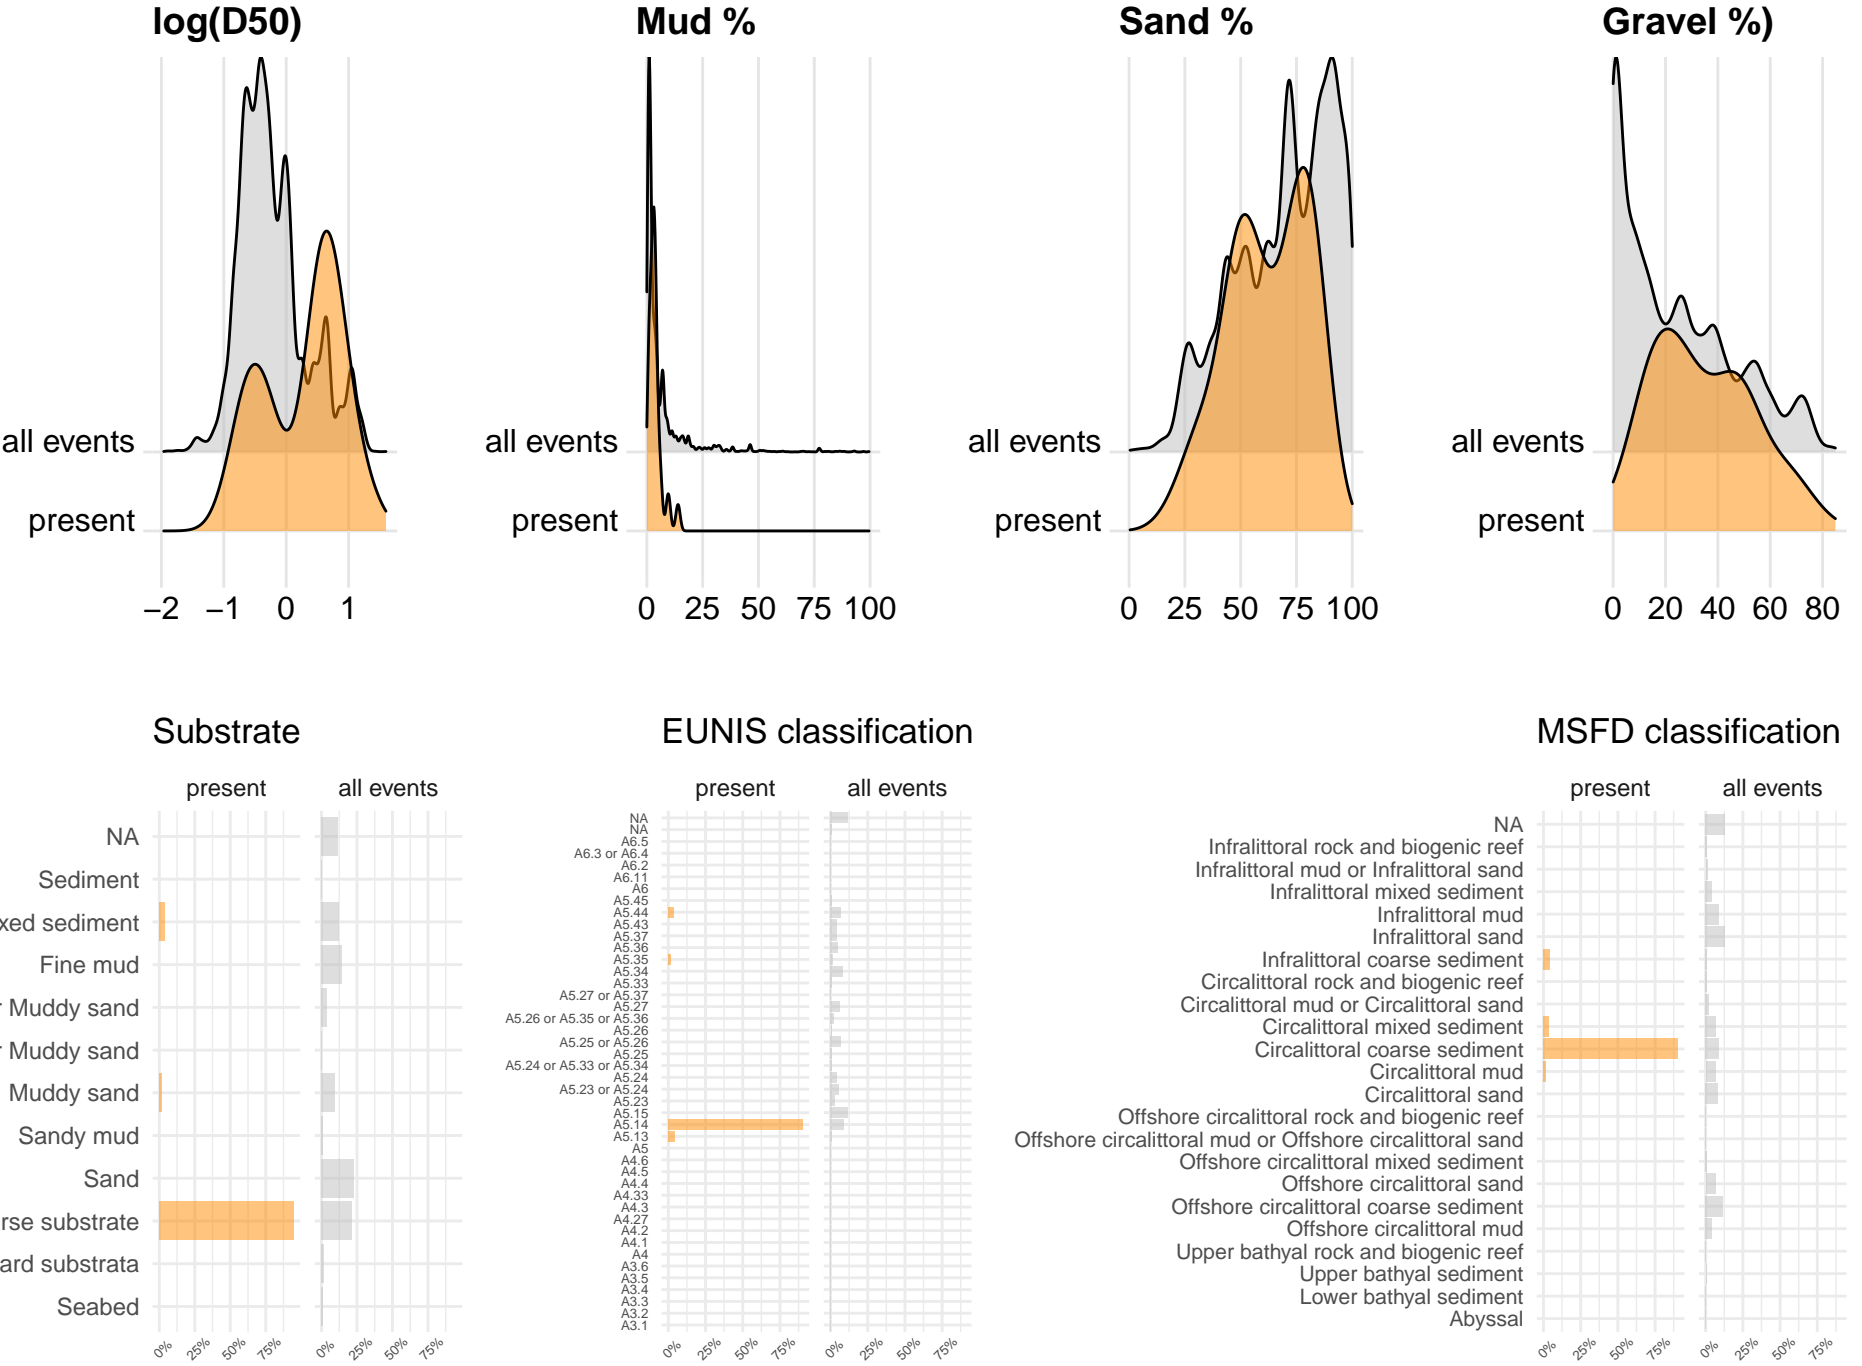 log(D50)
Mud %
Sand %
Gravel %)
all events
present
−2 −1 0 1
all events
present
0 25 50 75 100
all events
present
0 25 50 75 100
all events
present
0 20 40 60 80
Substrate
present all events
NA
Sediment
xed sediment
Fine mud
r Muddy sand
r Muddy sand
Muddy sand
Sandy mud
Sand
rse substrate
ard substrata
Seabed
0% 25% 50% 75% 0% 25% 50% 75%
EUNIS classification
present all events
NA
NA
A6.5
A6.3 or A6.4
A6.2
A6.11
A6
A5.45
A5.44
A5.43
A5.37
A5.36
A5.35
A5.34
A5.33
A5.27 or A5.37
A5.27
A5.26 or A5.35 or A5.36
A5.26
A5.25 or A5.26
A5.25
A5.24 or A5.33 or A5.34
A5.24
A5.23 or A5.24
A5.23
A5.15
A5.14
A5.13
A5
A4.6
A4.5
A4.4
A4.33
A4.3
A4.27
A4.2
A4.1
A4
A3.6
A3.5
A3.4
A3.3
A3.2
A3.1
0% 25% 50% 75% 0% 25% 50% 75%
MSFD classification
present all events
NA
Infralittoral rock and biogenic reef
Infralittoral mud or Infralittoral sand
Infralittoral mixed sediment
Infralittoral mud
Infralittoral sand
Infralittoral coarse sediment
Circalittoral rock and biogenic reef
Circalittoral mud or Circalittoral sand
Circalittoral mixed sediment
Circalittoral coarse sediment
Circalittoral mud
Circalittoral sand
Offshore circalittoral rock and biogenic reef
Offshore circalittoral mud or Offshore circalittoral sand
Offshore circalittoral mixed sediment
Offshore circalittoral sand
Offshore circalittoral coarse sediment
Offshore circalittoral mud
Upper bathyal rock and biogenic reef
Upper bathyal sediment
Lower bathyal sediment
Abyssal
0% 25% 50% 75% 0% 25% 50% 75%